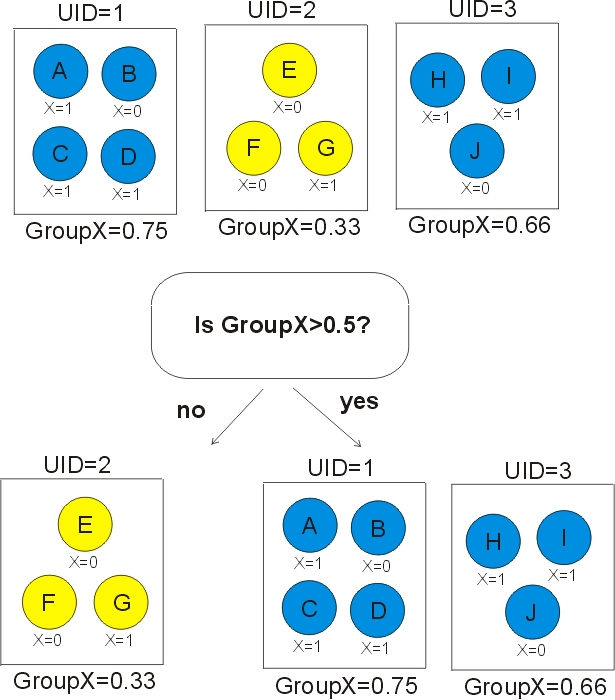 UID=1 UID=2 UID=3
A B E H I
X=1 X=0 X=0 X=1 X=1
C D F G J
X=1 X=1 X=0 X=1 X=0
GroupX=0.75 GroupX=0.33 GroupX=0.66
Is GroupX>0.5?
no yes
UID=2 UID=1 UID=3
E A B H I
X=0 X=1 X=0 X=1 X=1
F G C D J
X=0 X=1 X=1 X=1 X=0
GroupX=0.33 GroupX=0.75 GroupX=0.66